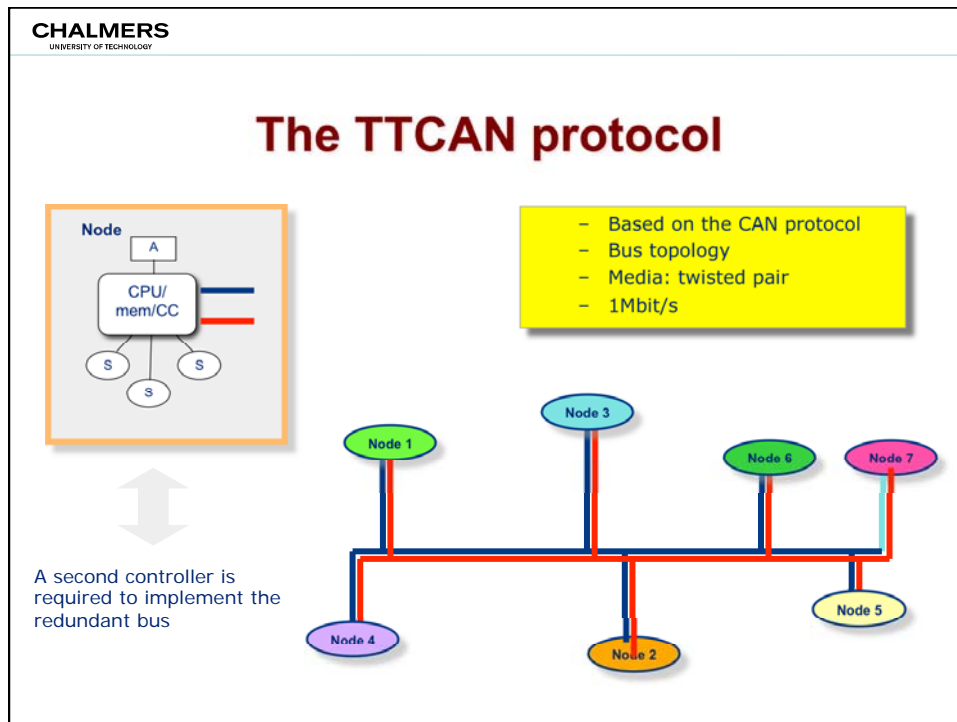 CHALMERS
UNIVERSITY OF TECHNOLOGY
The TTCAN protocol
Node
A
CPU/
mem/CC
S
S
S
– Based on the CAN protocol
– Bus topology
– Media: twisted pair
– 1Mbit/s
A second controller is
required to implement the
redundant bus
Node 1
Node 3
Node 6
Node 7
Node 4
Node 2
Node 5